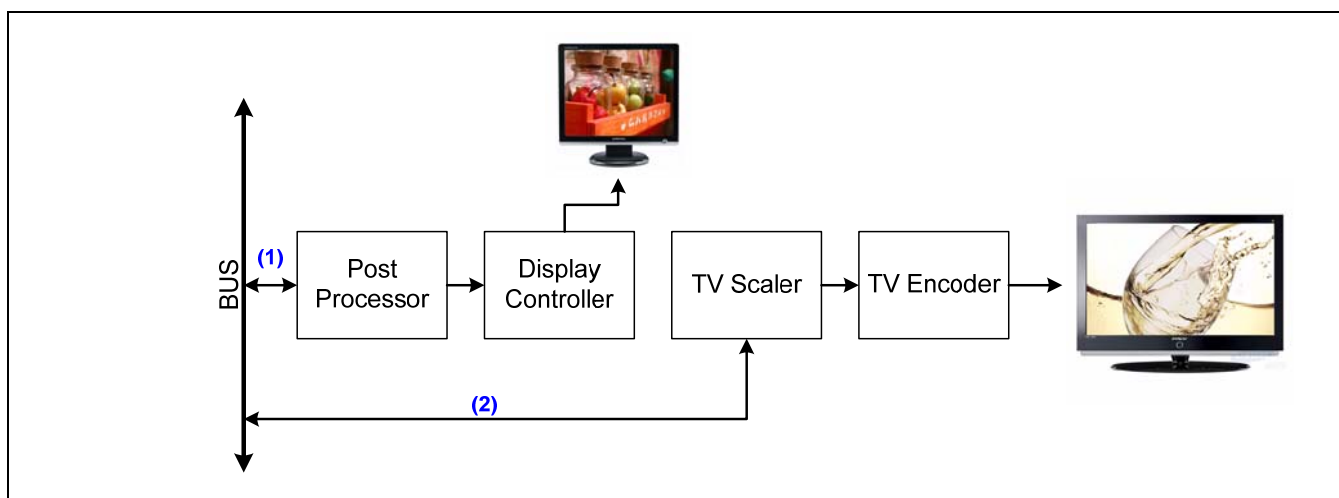 BUS
(1)
Post
Processor
Display
Controller
TV Scaler
TV Encoder
(2)